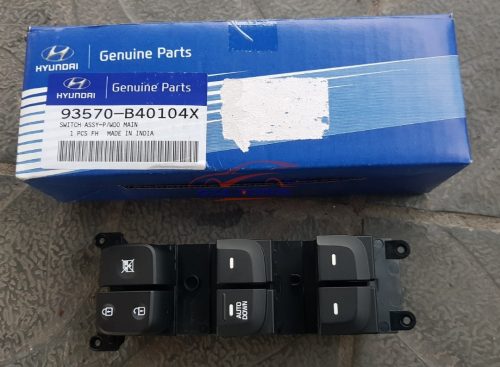 HYUNDAI
Genuine Parts
HYUNDAI
Genuine Parts
93570-B40104X
SWITCH ASSY-P/WDO MAIN
1 PCS FH MADE IN INDIA
AUTO
DOWN